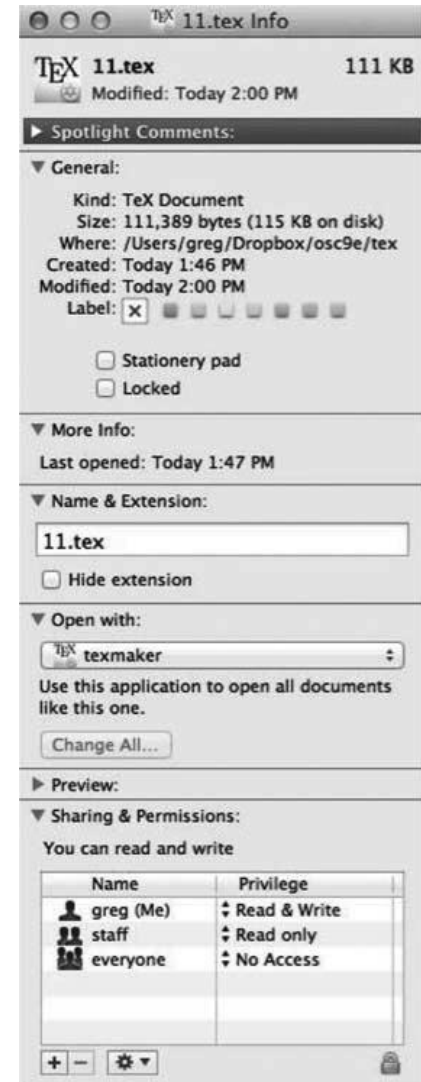 TEX 11.tex Info
TEX 11.tex 111 KB
Modified: Today 2:00 PM
Spotlight Comments:
General:
Kind: TeX Document
Size: 111,389 bytes (115 KB on disk)
Where: /Users/greg/Dropbox/osc9e/tex
Created: Today 1:46 PM
Modified: Today 2:00 PM
Label:
Stationery pad
Locked
More Info:
Last opened: Today 1:47 PM
Name & Extension:
11.tex
Hide extension
Open with:
TEX texmaker
Use this application to open all documents
like this one.
Change All...
Preview:
Sharing & Permissions:
You can read and write
Name Privilege
greg (Me) Read & Write
staff Read only
everyone No Access